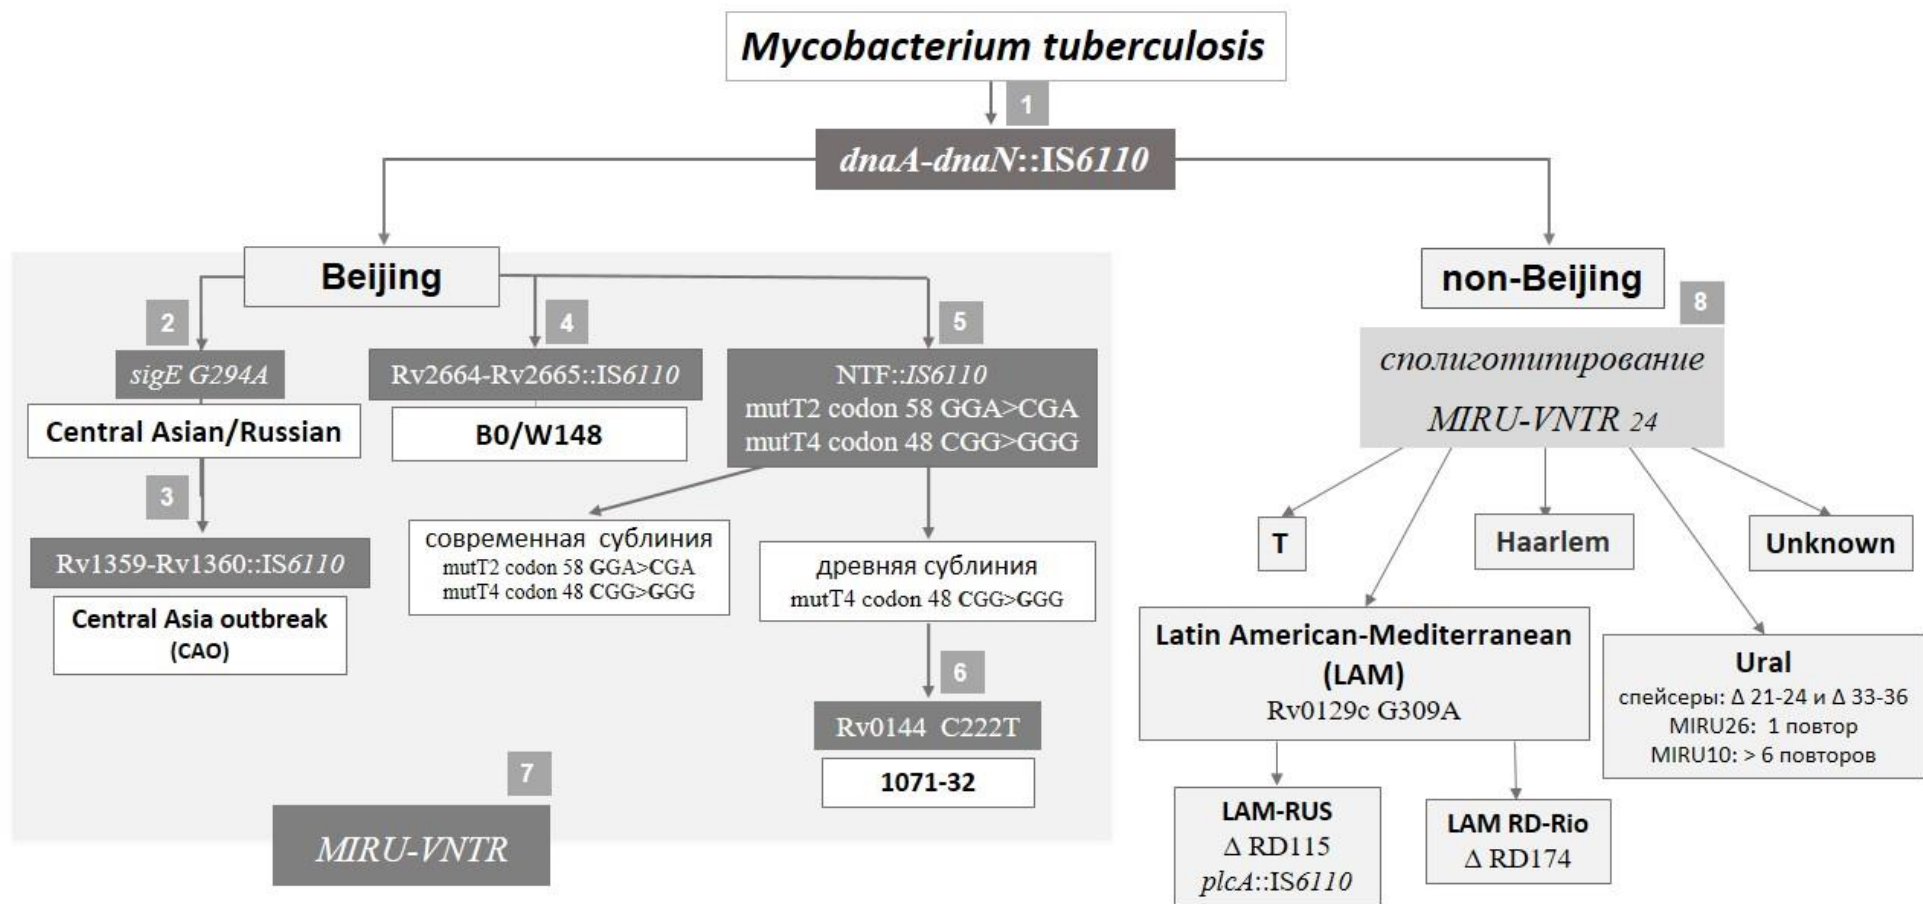 Mycobacterium tuberculosis
1
dnaA-dnaN::IS6110
Beijing
2
sigE G294A
Central Asian/Russian
3
Rv1359-Rv1360::IS6110
Central Asia outbreak
(CAO)
4
Rv2664-Rv2665::IS6110
B0/W148
5
NTF::IS6110
mutT2 codon 58 GGA>CGA
mutT4 codon 48 CGG>GGG
современная сублиния
mutT2 codon 58 GGA>CGA
mutT4 codon 48 CGG>GGG
древняя сублиния
mutT4 codon 48 CGG>GGG
6
Rv0144 C222T
1071-32
7
MIRU-VNTR
non-Beijing
8
сполиготитирование
MIRU-VNTR 24
T
Haarlem
Unknown
Latin American-Mediterranean
(LAM)
Rv0129c G309A
Ural
спейсеры: Δ 21-24 и Δ 33-36
MIRU26: 1 повтор
MIRU10: > 6 повторов
LAM-RUS
Δ RD115
plcA::IS6110
LAM RD-Rio
Δ RD174